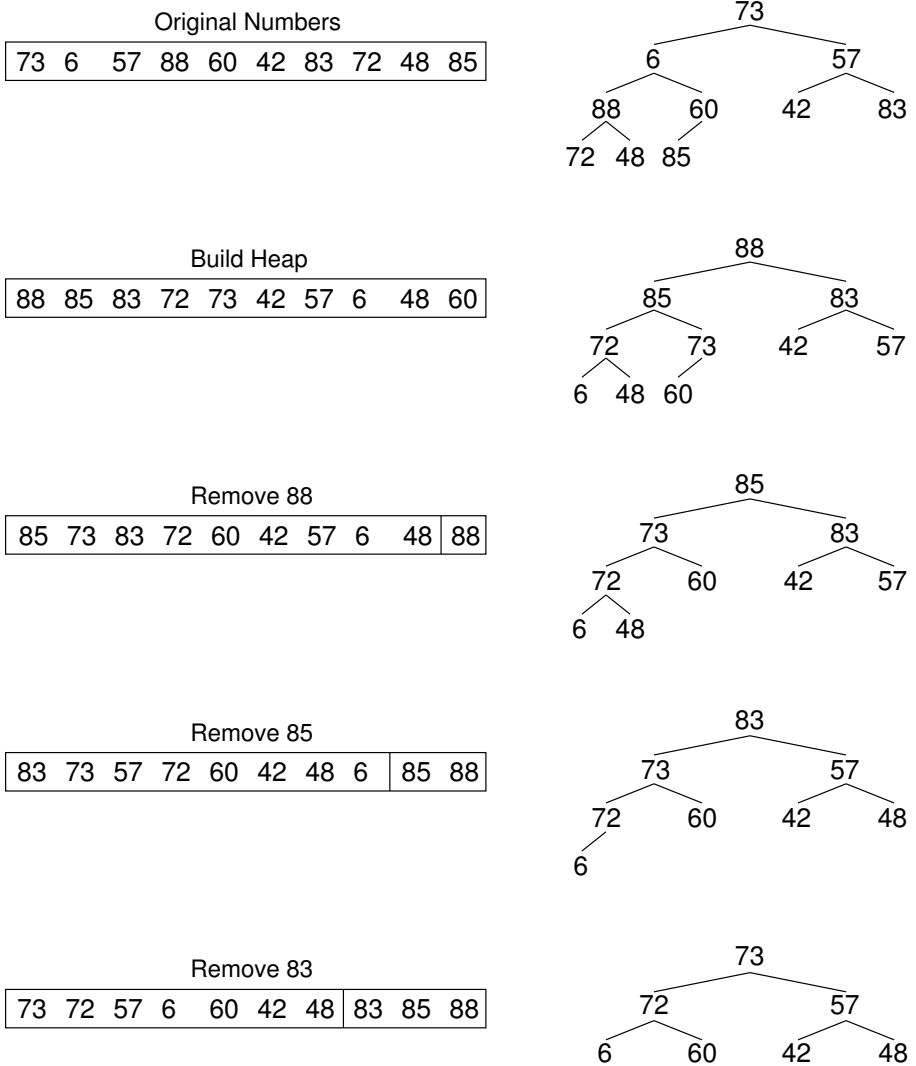 Original Numbers
73 6 57 88 60 42 83 72 48 85
73
6 57
88 60 42 83
72 48 85
Build Heap
88 85 83 72 73 42 57 6 48 60
88
85 83
72 73 42 57
6 48 60
Remove 88
85 73 83 72 60 42 57 6 48 88
85
73 83
72 60 42 57
6 48
Remove 85
83 73 57 72 60 42 48 6 85 88
83
73 57
72 60 42 48
6
Remove 83
73 72 57 6 60 42 48 83 85 88
73
72 57
6 60 42 48